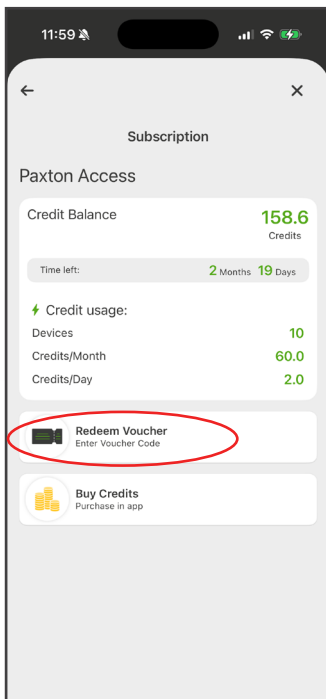 11:59
Subscription
Paxton Access
Credit Balance
158.6
Credits
Time left:
2 Months 19 Days
Credit usage:
Devices
10
Credits/Month
60.0
Credits/Day
2.0
Redeem Voucher
Enter Voucher Code
Buy Credits
Purchase in app